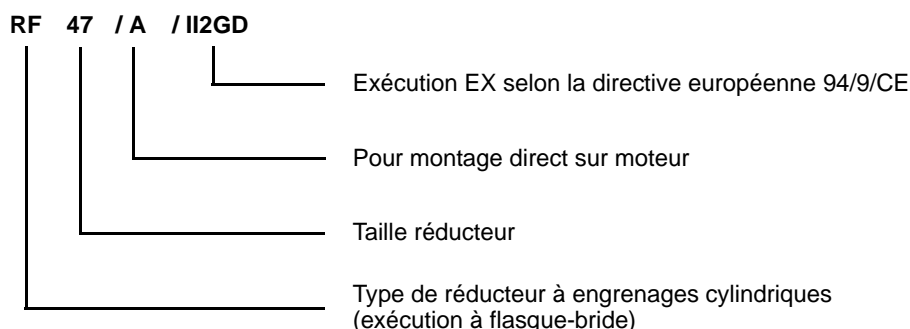 RF 47 / A / II2GD
Exécution EX selon la directive européenne 94/9/CE
Pour montage direct sur moteur
Taille réducteur
Type de réducteur à engrenages cylindriques
(exécution à flasque-bride)